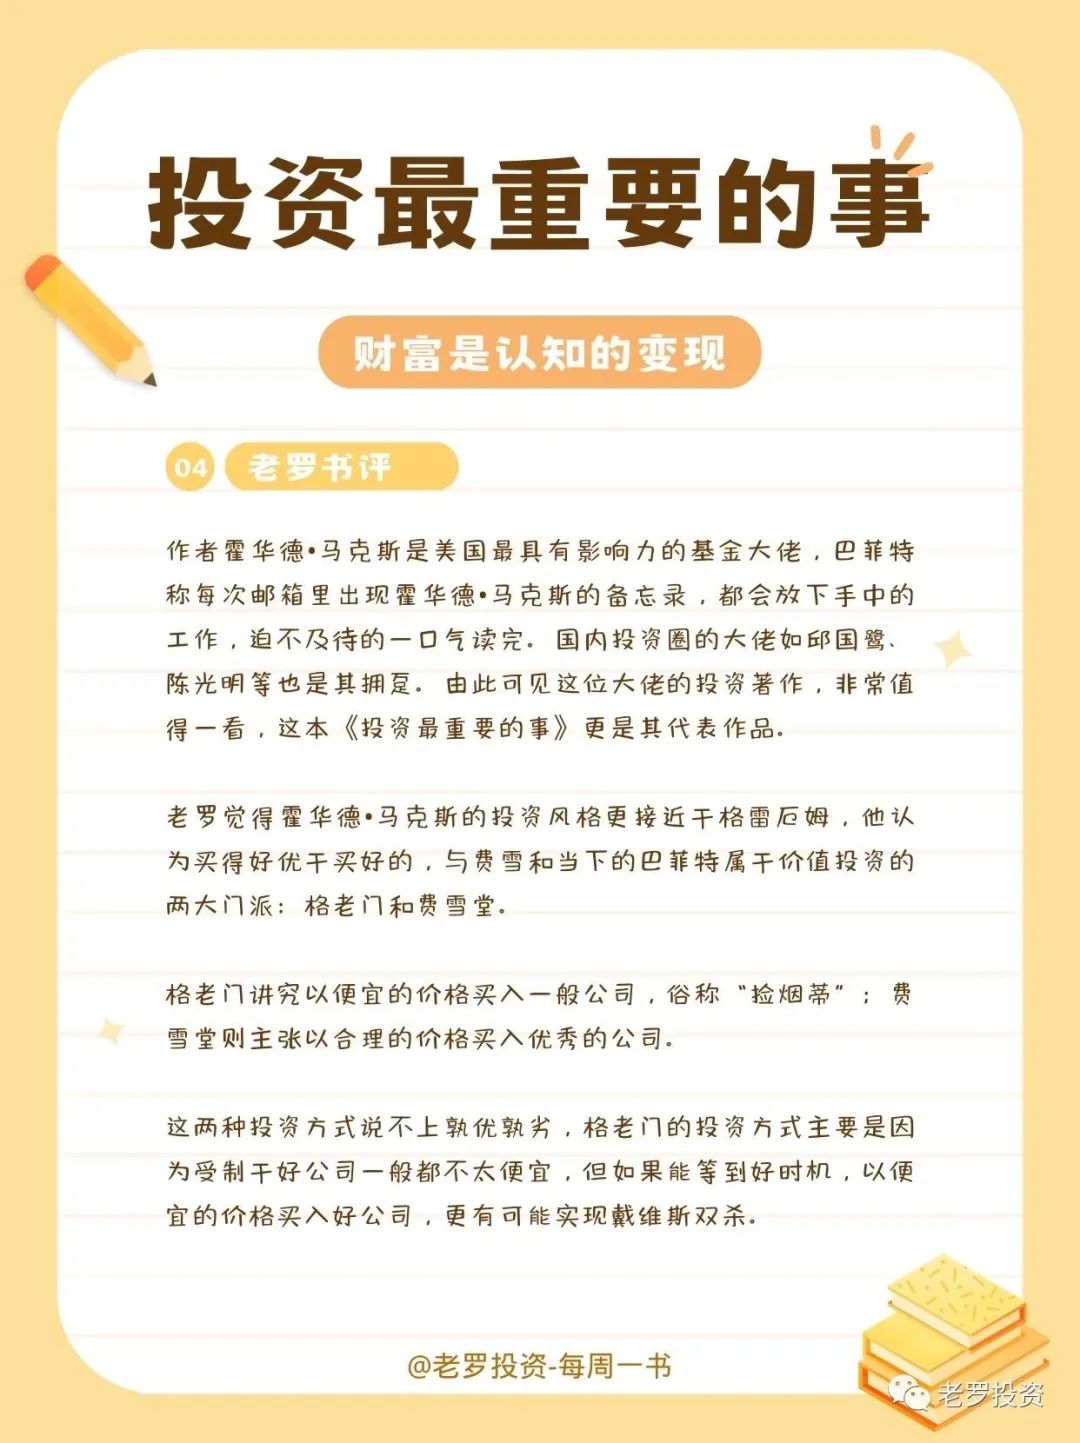 投资最重要的事
财富是认知的变现
04 老罗书评
作者霍华德•马克斯是美国最具有影响力的基金大佬，巴菲特
称每次邮箱里出现霍华德•马克斯的备忘录，都会放下手中的
工作，迫不及待的一口气读完。国内投资圈的大佬如邱国鹭、
陈光明等也是其拥趸。由此可见这位大佬的投资著作，非常值
得一看，这本《投资最重要的事》更是其代表作品。
老罗觉得霍华德•马克斯的投资风格更接近于格雷厄姆，他认
为买得好优于买好的，与费雪和当下的巴菲特属于价值投资的
两大门派：格老门和费雪堂。
格老门讲究以便宜的价格买入一般公司，俗称“捡烟蒂”；费
雪堂则主张以合理的价格买入优秀的公司。
这两种投资方式说不上孰优孰劣，格老门的投资方式主要是因
为受制于好公司一般都不太便宜，但如果能等到好时机，以便
宜的价格买入好公司，更有可能实现戴维斯双杀。
@老罗投资-每周一书
老罗投资